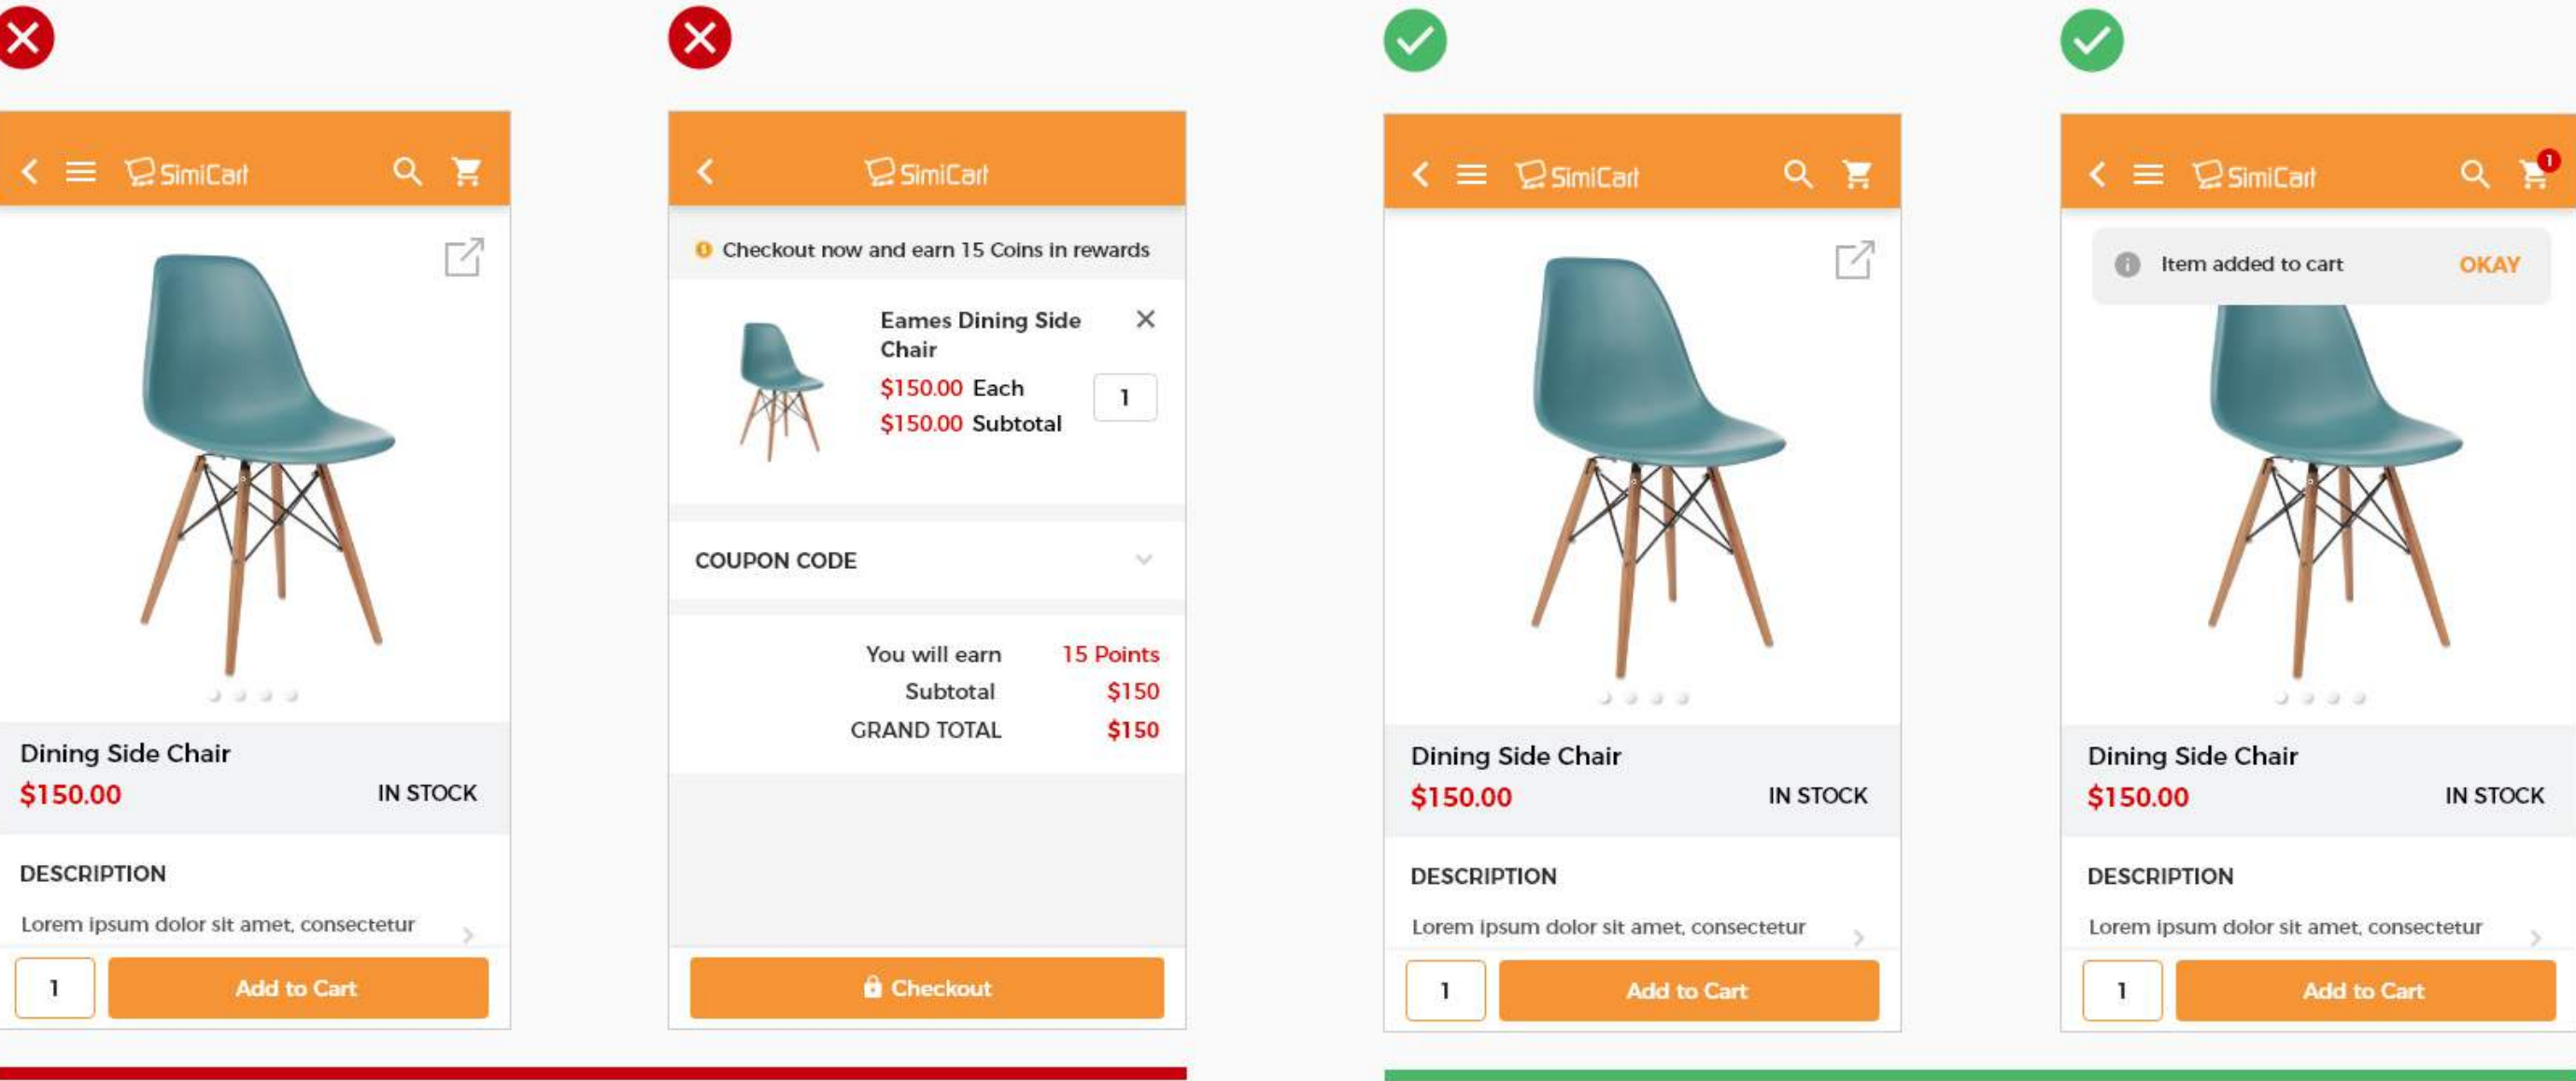 SimiCart
Dining Side Chair
$150.00
IN STOCK
DESCRIPTION
Lorem ipsum dolor sit amet, consectetur
1
Add to Cart
SimiCart
Checkout now and earn 15 Coins in rewards
Eames Dining Side
Chair
$150.00 Each
1
$150.00 Subtotal
COUPON CODE
You will earn 15 Points
Subtotal $150
GRAND TOTAL $150
Checkout
SimiCart
Dining Side Chair
$150.00
IN STOCK
DESCRIPTION
Lorem ipsum dolor sit amet, consectetur
1
Add to Cart
SimiCart
1
Item added to cart OKAY
Dining Side Chair
$150.00
IN STOCK
DESCRIPTION
Lorem ipsum dolor sit amet, consectetur
1
Add to Cart